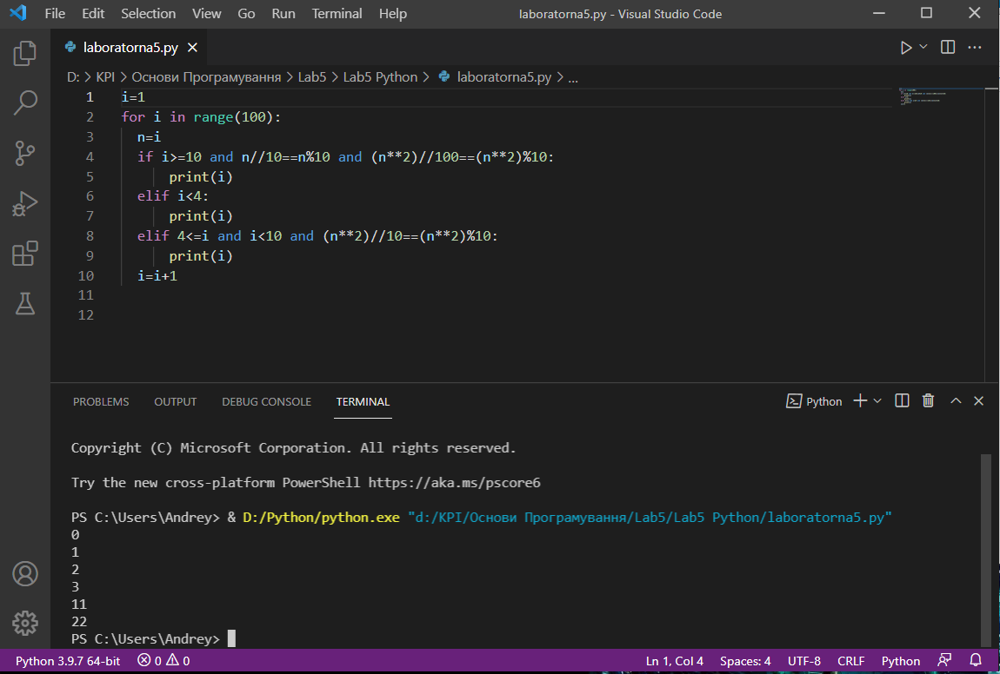 File Edit Selection View Go Run Terminal Help laboratorna5.py - Visual Studio Code
laboratorna5.py
D: > KPI > Основи Програмування > Lab5 > Lab5 Python > laboratorna5.py > ...
1 i=1
2 for i in range(100):
3 n=i
4 if i>=10 and n//10==n%10 and (n**2)//100==(n**2)%10:
5 print(i)
6 elif i<4:
7 print(i)
8 elif 4<=i and i<10 and (n**2)//10==(n**2)%10:
9 print(i)
10 i=i+1
11
12
PROBLEMS OUTPUT DEBUG CONSOLE TERMINAL Python
Copyright (C) Microsoft Corporation. All rights reserved.
Try the new cross-platform PowerShell https://aka.ms/pscore6
PS C:\Users\Andrey> & D:/Python/python.exe "d:/KPI/Основи Програмування/Lab5/Lab5 Python/laboratorna5.py"
0
1
2
3
11
22
PS C:\Users\Andrey>
Python 3.9.7 64-bit 0 0 Ln 1, Col 4 Spaces: 4 UTF-8 CRLF Python